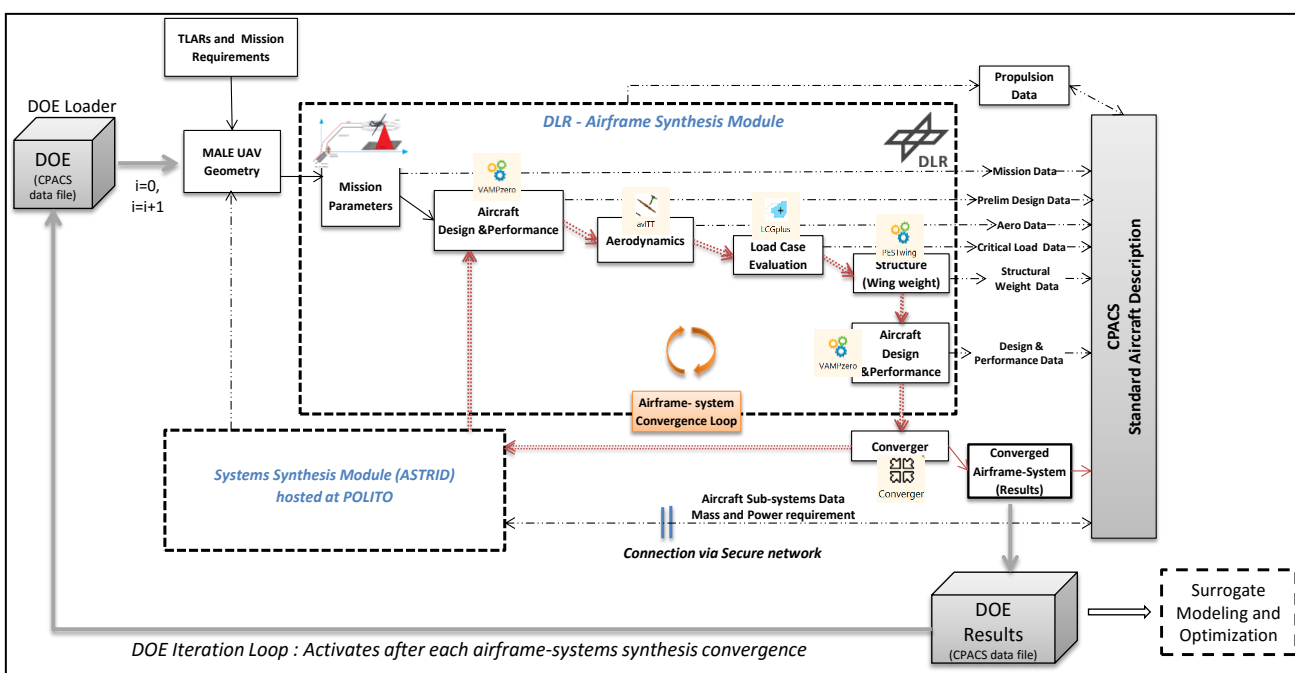 TLARs and Mission
Requirements
DOE Loader
DOE
(CPACS
data file)
i=0,
i=i+1
MALE UAV
Geometry
DLR - Airframe Synthesis Module
DLR
Propulsion
Data
Mission
Parameters
VAMPzero
Aircraft
Design &Performance
avITT
Aerodynamics
LCGplus
Load Case
Evaluation
PESTwing
Structure
(Wing weight)
VAMPzero
Aircraft
Design
&Performance
Mission Data
Prelim Design Data
Aero Data
Critical Load Data
Structural
Weight Data
Design &
Performance Data
CPACS
Standard Aircraft Description
Airframe- system
Convergence Loop
Converger
Converger
Converged
Airframe-System
(Results)
Systems Synthesis Module (ASTRID)
hosted at POLITO
Aircraft Sub-systems Data
Mass and Power requirement
Connection via Secure network
DOE
Results
(CPACS data file)
Surrogate
Modeling and
Optimization
DOE Iteration Loop : Activates after each airframe-systems synthesis convergence